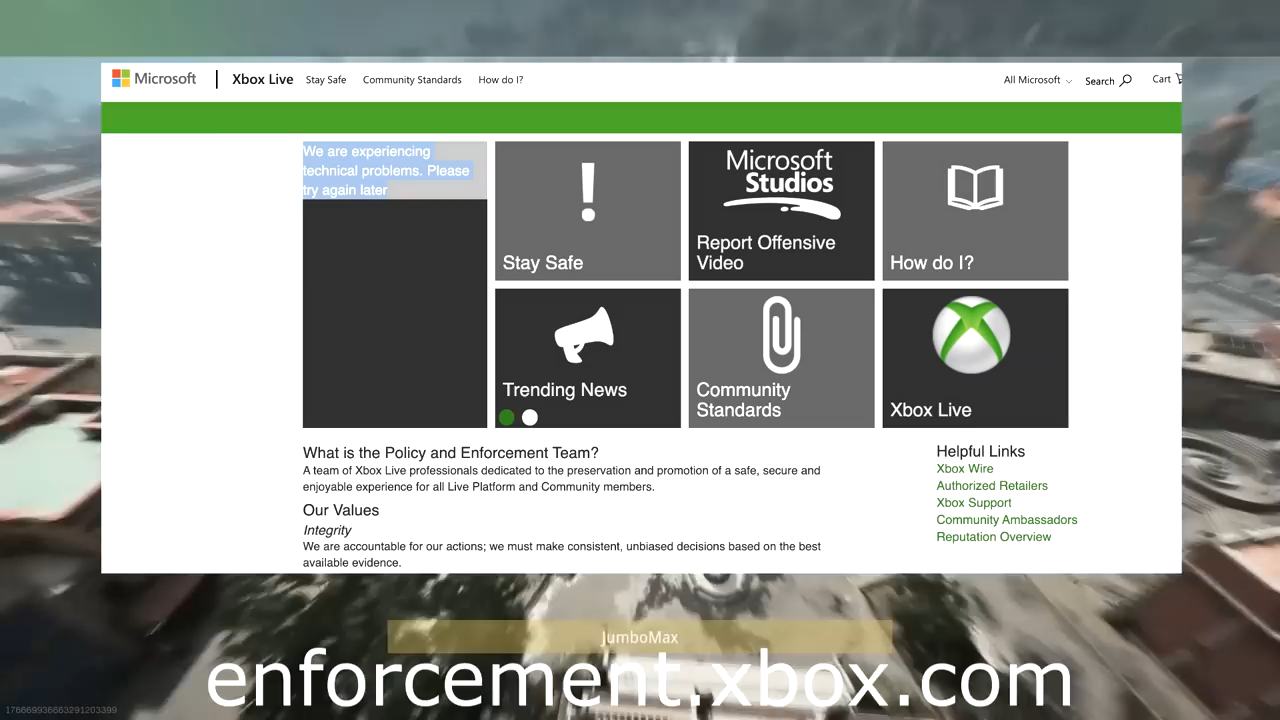 Microsoft
Xbox Live
Stay Safe
Community Standards
How do I?
All Microsoft
Search
Cart
We are experiencing
technical problems. Please
try again later
Stay Safe
Microsoft
Studios
Report Offensive
Video
How do I?
Trending News
Community
Standards
Xbox Live
What is the Policy and Enforcement Team?
A team of Xbox Live professionals dedicated to the preservation and promotion of a safe, secure and
enjoyable experience for all Live Platform and Community members.
Our Values
Integrity
We are accountable for our actions; we must make consistent, unbiased decisions based on the best
available evidence.
Helpful Links
Xbox Wire
Authorized Retailers
Xbox Support
Community Ambassadors
Reputation Overview
JumboMax
enforcement.xbox.com